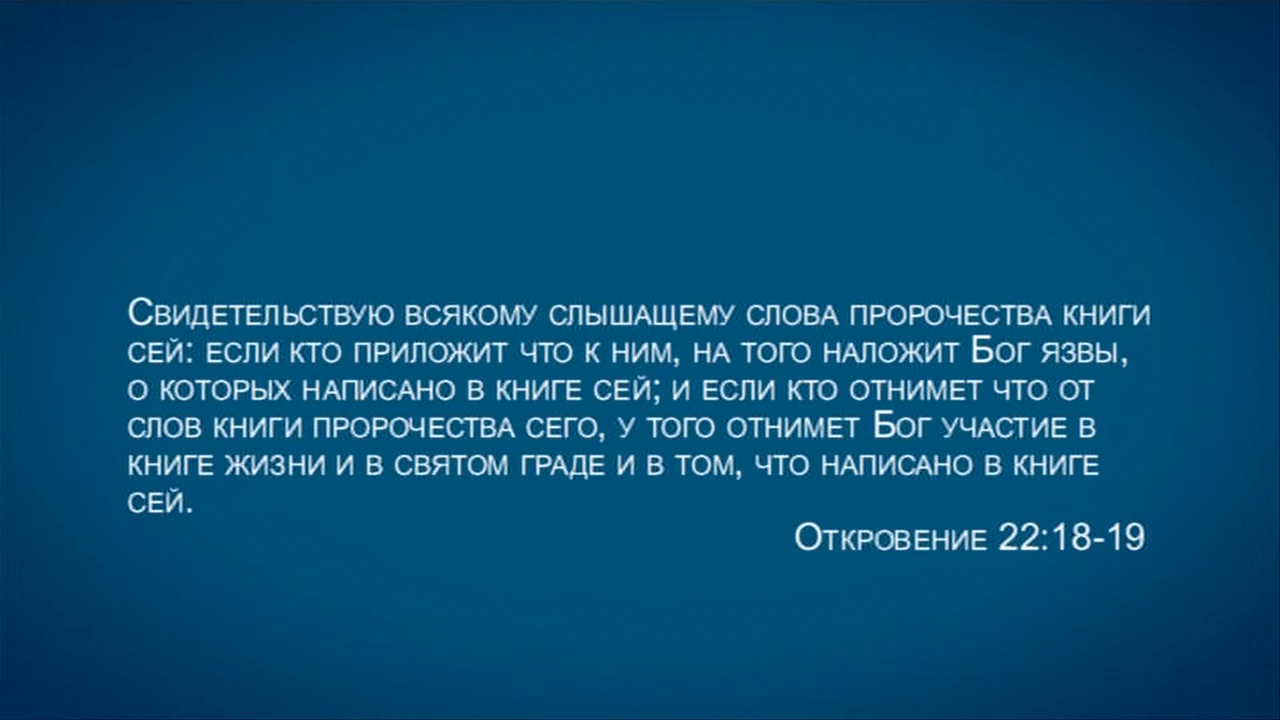 Свидетельствую всякому слышащему слова пророчества книги
сей: если кто приложит что к ним, на того наложит Бог язвы,
о которых написано в книге сей; и если кто отнимет что от
слов книги пророчества сего, у того отнимет Бог участие в
книге жизни и в святом граде и в том, что написано в книге
сей.
Откровение 22:18-19